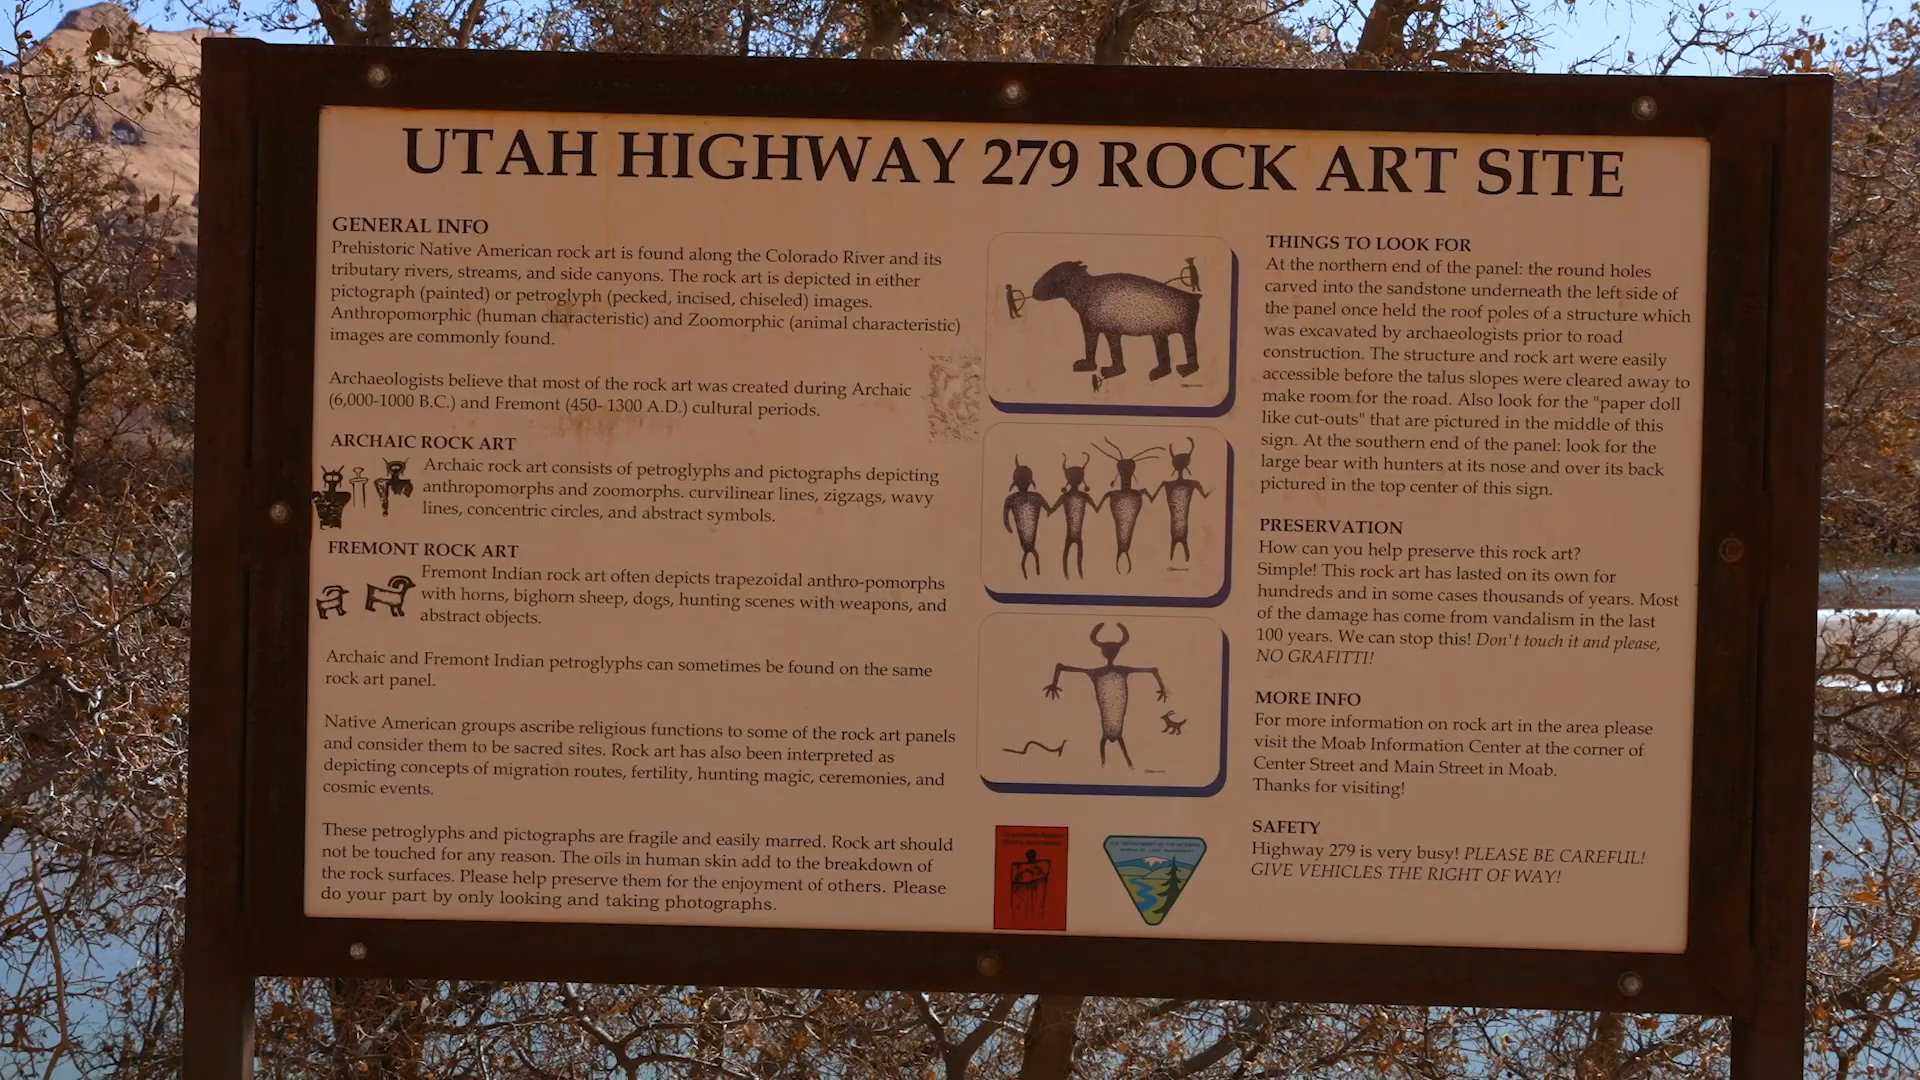 UTAH HIGHWAY 279 ROCK ART SITE
GENERAL INFO
Prehistoric Native American rock art is found along the Colorado River and its
tributary rivers, streams, and side canyons. The rock art is depicted in either
pictograph (painted) or petroglyph (pecked, incised, chiseled) images.
Anthropomorphic (human characteristic) and Zoomorphic (animal characteristic)
images are commonly found.
Archaeologists believe that most of the rock art was created during Archaic
(6,000-1000 B.C.) and Fremont (450- 1300 A.D.) cultural periods.
ARCHAIC ROCK ART
Archaic rock art consists of petroglyphs and pictographs depicting
anthropomorphs and zoomorphs. curvilinear lines, zigzags, wavy
lines, concentric circles, and abstract symbols.
FREMONT ROCK ART
Fremont Indian rock art often depicts trapezoidal anthro-pomorphs
with horns, bighorn sheep, dogs, hunting scenes with weapons, and
abstract objects.
Archaic and Fremont Indian petroglyphs can sometimes be found on the same
rock art panel.
Native American groups ascribe religious functions to some of the rock art panels
and consider them to be sacred sites. Rock art has also been interpreted as
depicting concepts of migration routes, fertility, hunting magic, ceremonies, and
cosmic events.
These petroglyphs and pictographs are fragile and easily marred. Rock art should
not be touched for any reason. The oils in human skin add to the breakdown of
the rock surfaces. Please help preserve them for the enjoyment of others. Please
do your part by only looking and taking photographs.
THINGS TO LOOK FOR
At the northern end of the panel: the round holes
carved into the sandstone underneath the left side of
the panel once held the roof poles of a structure which
was excavated by archaeologists prior to road
construction. The structure and rock art were easily
accessible before the talus slopes were cleared away to
make room for the road. Also look for the "paper doll
like cut-outs" that are pictured in the middle of this
sign. At the southern end of the panel: look for the
large bear with hunters at its nose and over its back
pictured in the top center of this sign.
PRESERVATION
How can you help preserve this rock art?
Simple! This rock art has lasted on its own for
hundreds and in some cases thousands of years. Most
of the damage has come from vandalism in the last
100 years. We can stop this! Don't touch it and please,
NO GRAFITTI!
MORE INFO
For more information on rock art in the area please
visit the Moab Information Center at the corner of
Center Street and Main Street in Moab.
Thanks for visiting!
SAFETY
Highway 279 is very busy! PLEASE BE CAREFUL!
GIVE VEHICLES THE RIGHT OF WAY!
U.S. DEPARTMENT OF THE INTERIOR
BUREAU OF LAND MANAGEMENT